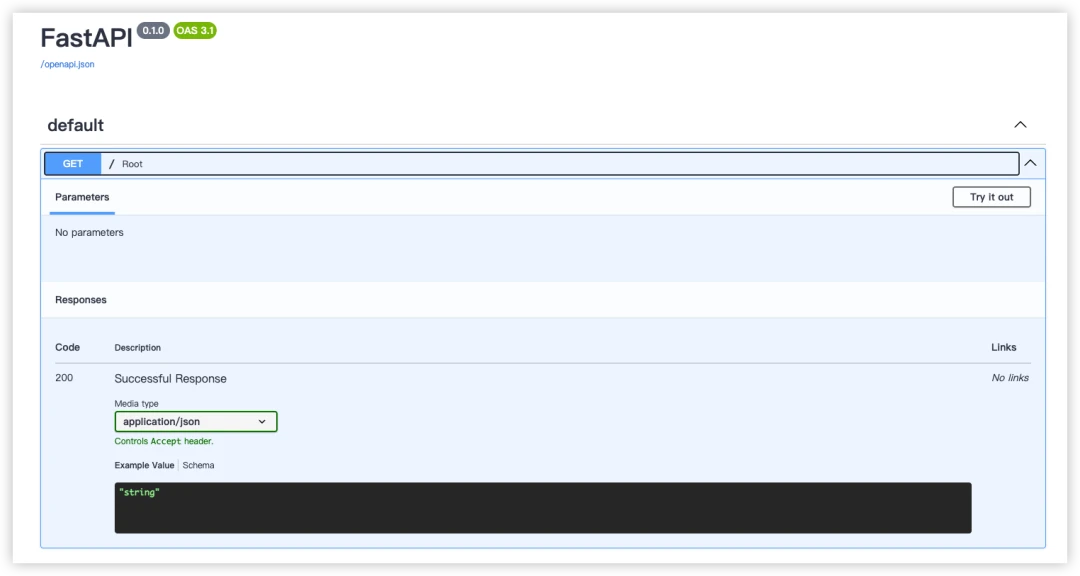 FastAPI 0.1.0 OAS 3.1
/openapi.json
default
GET / Root
Parameters Try it out
No parameters
Responses
Code Description Links
200 Successful Response No links
Media type
application/json
Controls Accept header.
Example Value Schema
"string"